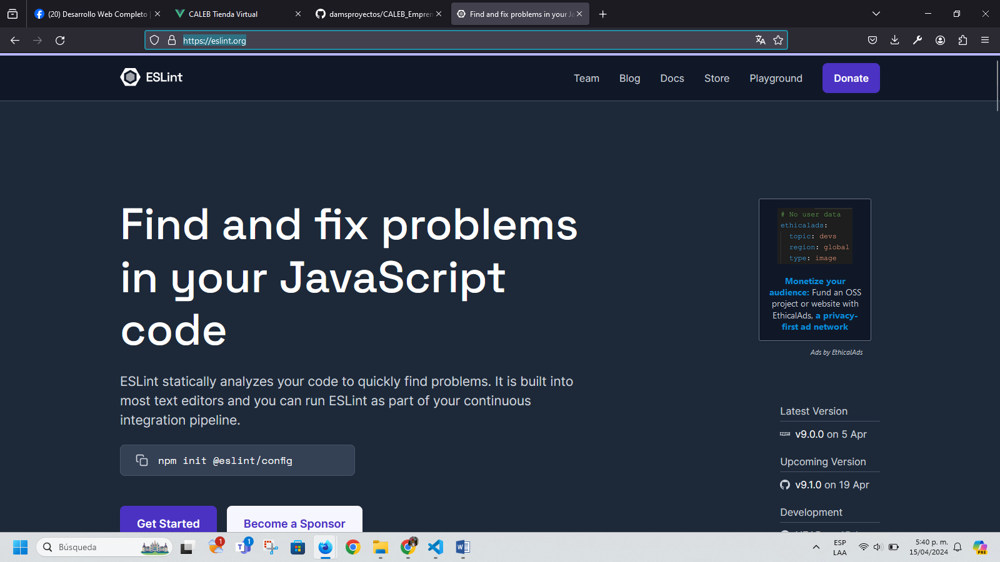 (20) Desarrollo Web Completo |
CALEB Tienda Virtual
damsproyectos/CALEB_Empren
Find and fix problems in your Ja
https://eslint.org
ESLint
Team
Blog
Docs
Store
Playground
Donate
Find and fix problems
in your JavaScript
code
ESLint statically analyzes your code to quickly find problems. It is built into
most text editors and you can run ESLint as part of your continuous
integration pipeline.
npm init @eslint/config
Get Started
Become a Sponsor
# No user data
ethicalads:
topic: devs
region: global
type: image
Monetize your
audience: Fund an OSS
project or website with
EthicalAds, a privacy-
first ad network
Ads by EthicalAds
Latest Version
v9.0.0 on 5 Apr
Upcoming Version
v9.1.0 on 19 Apr
Development
Búsqueda
1
1
ESP
LAA
5:40 p. m.
15/04/2024
PRE